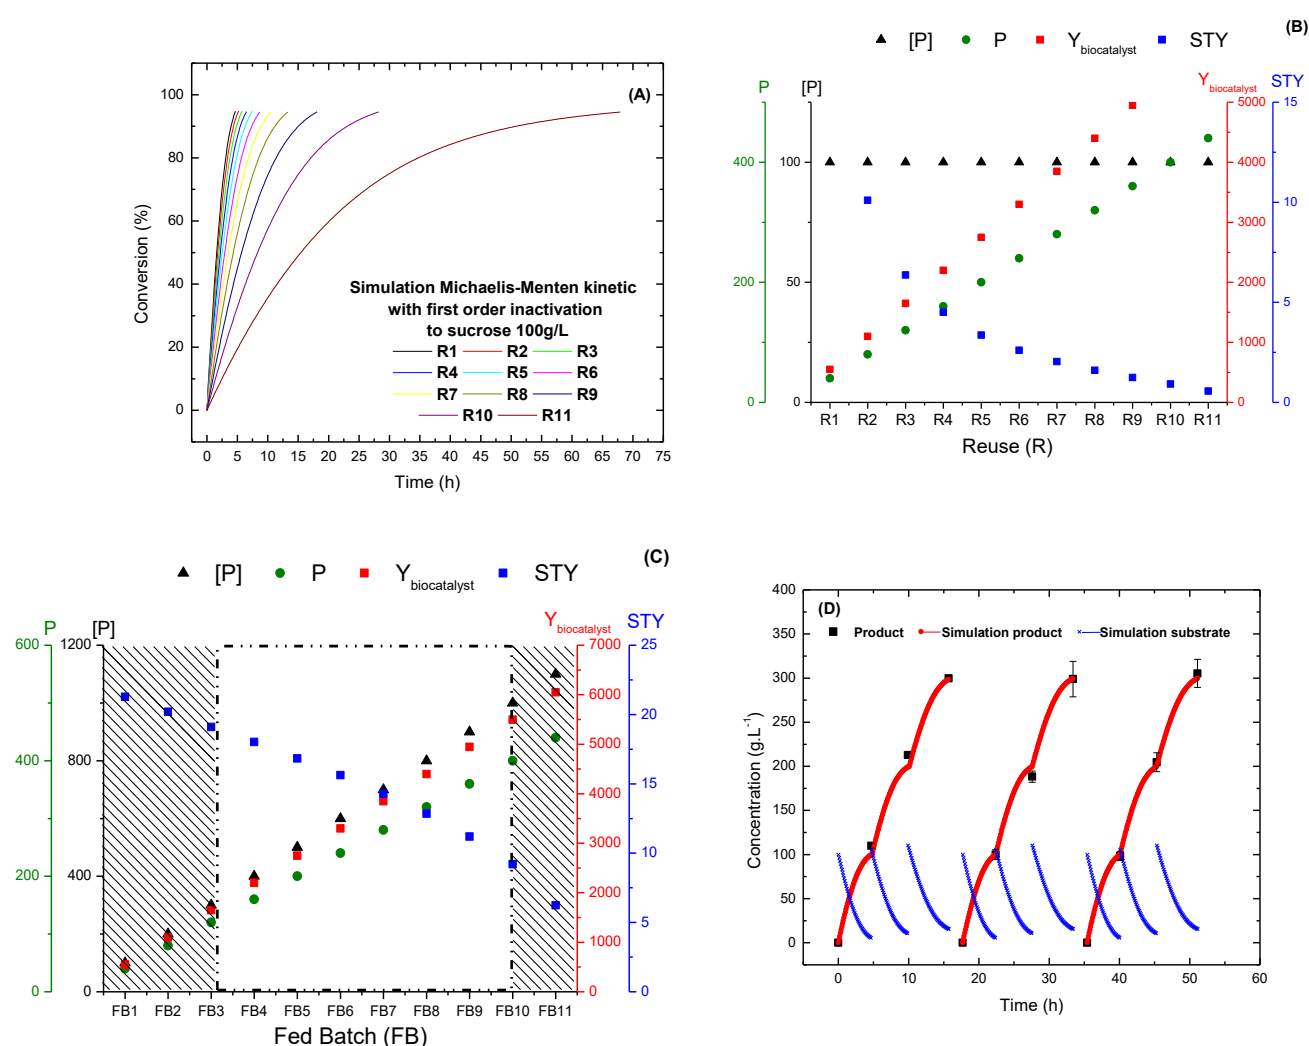 (A)
Conversion (%)
100
80
60
40
20
0
Simulation Michaelis-Menten kinetic
with first order inactivation
to sucrose 100g/L
R1 R2 R3
R4 R5 R6
R7 R8 R9
R10 R11
0 5 10 15 20 25 30 35 40 45 50 55 60 65 70 75
Time (h)
(B)
[P] P Y biocatalyst STY
P [P] Y biocatalyst STY
400
200
0
100
50
0
5000
4000
3000
2000
1000
0
15
10
5
0
R1 R2 R3 R4 R5 R6 R7 R8 R9 R10 R11
Reuse (R)
(C)
[P] P Y biocatalyst STY
P [P] Y biocatalyst STY
600
400
200
0
1200
800
400
0
7000
6000
5000
4000
3000
2000
1000
0
25
20
15
10
5
0
FB1 FB2 FB3 FB4 FB5 FB6 FB7 FB8 FB9 FB10 FB11
Fed Batch (FB)
(D)
Product Simulation product Simulation substrate
Concentration (g.L-1)
400
350
300
250
200
150
100
50
0
0 10 20 30 40 50 60
Time (h)